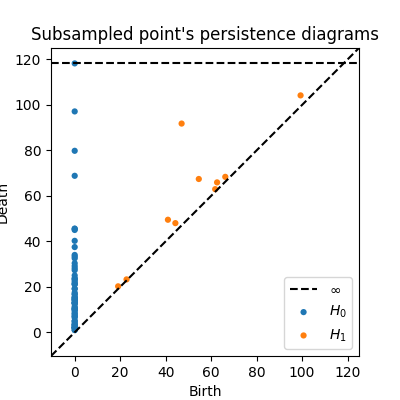 Subsampled point's persistence diagrams
120
100
80
60
40
20
0
Death
∞
H₀
H₁
0 20 40 60 80 100 120
Birth